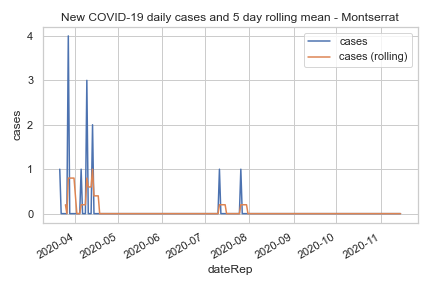 New COVID-19 daily cases and 5 day rolling mean - Montserrat
cases
cases (rolling)
4
3
2
1
0
cases
2020-04
2020-05
2020-06
2020-07
2020-08
2020-09
2020-10
2020-11
dateRep